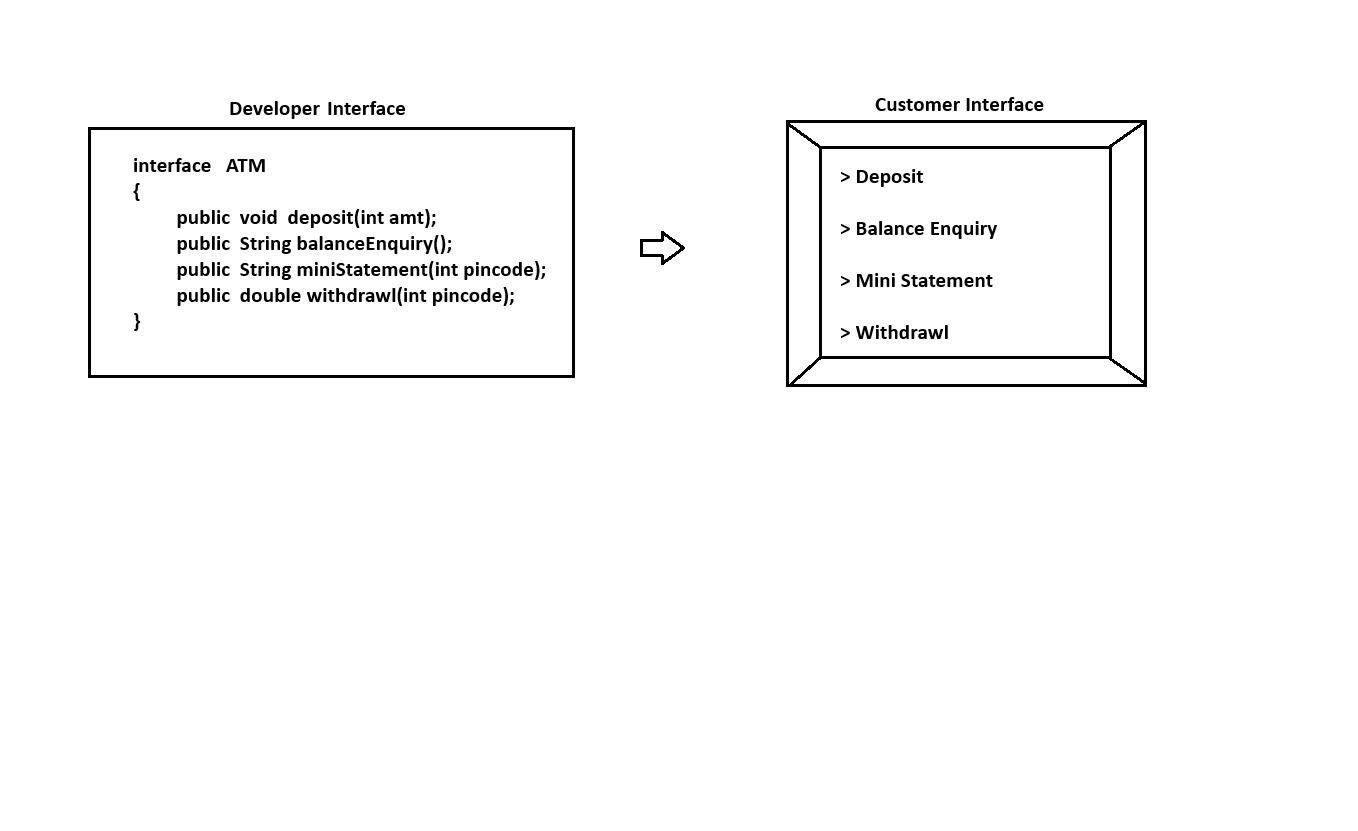 Developer Interface
interface ATM
{
public void deposit(int amt);
public String balanceEnquiry();
public String miniStatement(int pincode);
public double withdrawl(int pincode);
}
Customer Interface
> Deposit
> Balance Enquiry
> Mini Statement
> Withdrawl